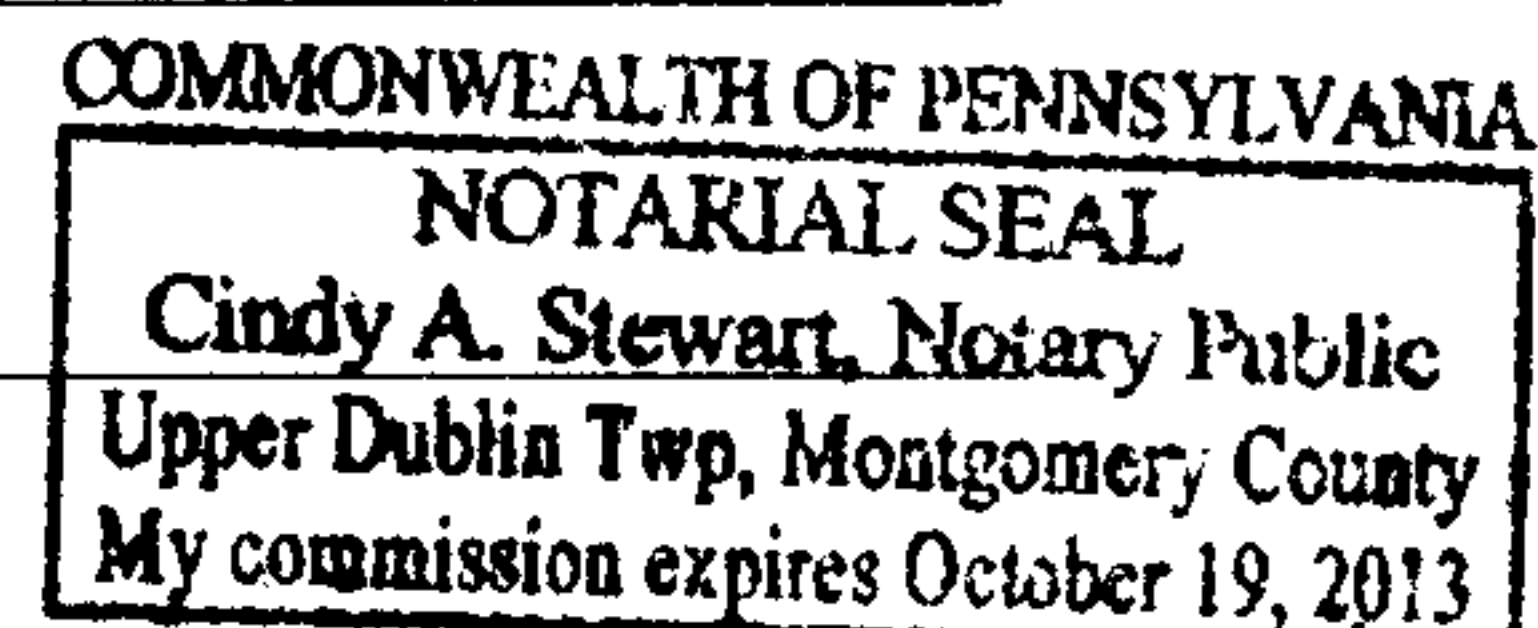 COMMONWEALTH OF PENNSYLVANIA
NOTARIAL SEAL
Cindy A. Stewart, Notary Public
Upper Dublin Twp, Montgomery County
My commission expires October 19, 2013